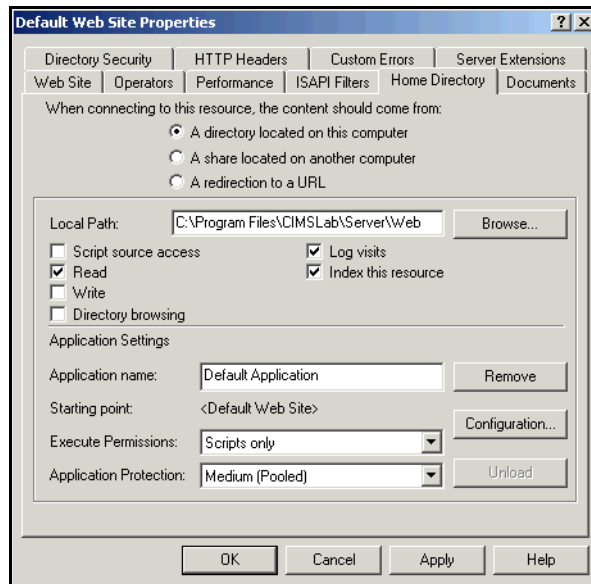 Default Web Site Properties
Directory Security HTTP Headers Custom Errors Server Extensions
Web Site Operators Performance ISAPI Filters Home Directory Documents
When connecting to this resource, the content should come from:
A directory located on this computer
A share located on another computer
A redirection to a URL
Local Path: C:\Program Files\CIMSLab\Server\Web Browse...
Script source access Log visits
Read Index this resource
Write
Directory browsing
Application Settings
Application name: Default Application Remove
Starting point: <Default Web Site>
Configuration...
Execute Permissions: Scripts only
Application Protection: Medium (Pooled) Unload
OK Cancel Apply Help